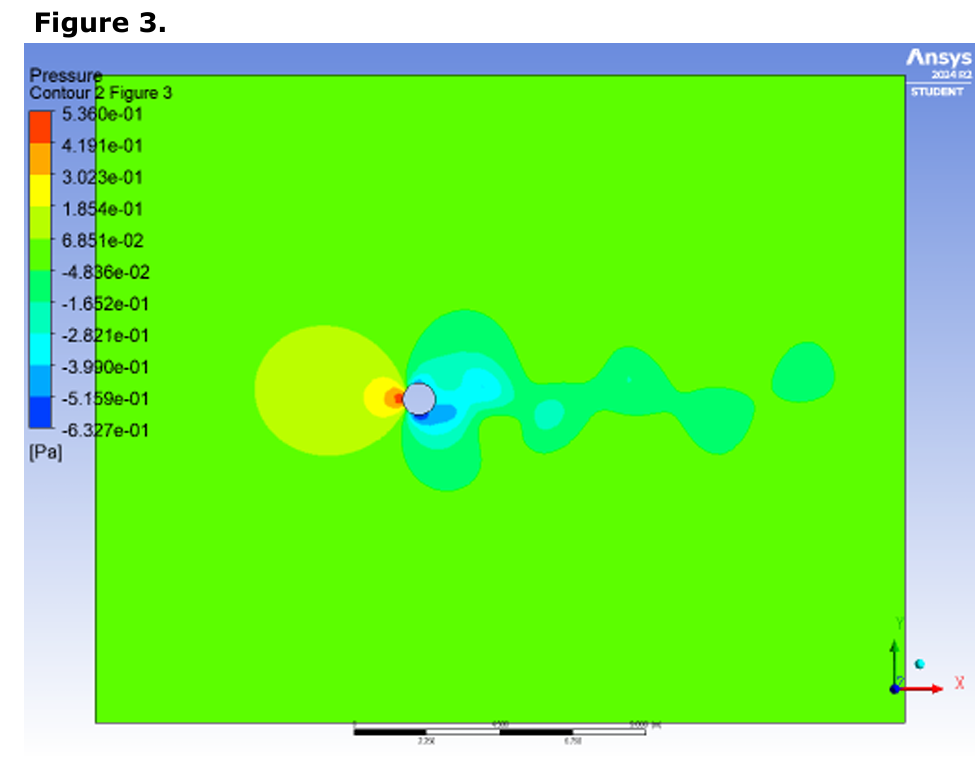 Figure 3.
Ansys
2024 R2
STUDENT
Pressure
Contour 2 Figure 3
5.360e-01
4.191e-01
3.023e-01
1.854e-01
6.851e-02
-4.836e-02
-1.652e-01
-2.821e-01
-3.990e-01
-5.159e-01
-6.327e-01
[Pa]
Y
Z
X
0
4.500
9.000 (m)
2.250
6.750